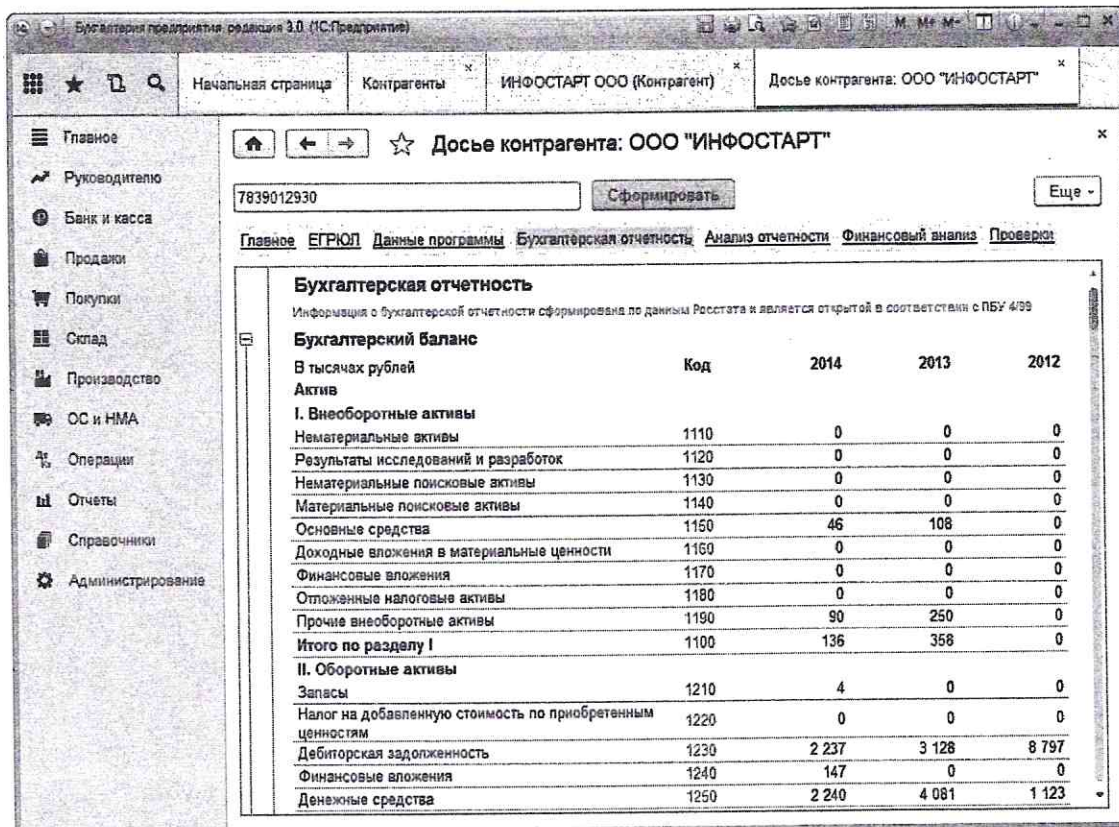 Бухгалтерия предприятия, редакция 3.0 (1С:Предприятие)
M M+ M-
Начальная страница
Контрагенты
ИНФОСТАРТ ООО (Контрагент)
Досье контрагента: ООО "ИНФОСТАРТ"
Главное
Руководителю
Банк и касса
Продажи
Покупки
Склад
Производство
ОС и НМА
Операции
Отчеты
Справочники
Администрирование
Досье контрагента: ООО "ИНФОСТАРТ"
7839012930 Сформировать Еще
Главное ЕГРЮЛ Данные программы Бухгалтерская отчетность Анализ отчетности Финансовый анализ Проверки
Бухгалтерская отчетность
Информация о бухгалтерской отчетности сформирована по данным Росстата и является открытой в соответствии с ПБУ 4/99
Бухгалтерский баланс
В тысячах рублей Код 2014 2013 2012
Актив
I. Внеоборотные активы
Нематериальные активы 1110 0 0 0
Результаты исследований и разработок 1120 0 0 0
Нематериальные поисковые активы 1130 0 0 0
Материальные поисковые активы 1140 0 0 0
Основные средства 1150 46 108 0
Доходные вложения в материальные ценности 1160 0 0 0
Финансовые вложения 1170 0 0 0
Отложенные налоговые активы 1180 0 0 0
Прочие внеоборотные активы 1190 90 250 0
Итого по разделу I 1100 136 358 0
II. Оборотные активы
Запасы 1210 4 0 0
Налог на добавленную стоимость по приобретенным
ценностям 1220 0 0 0
Дебиторская задолженность 1230 2 237 3 128 8 797
Финансовые вложения 1240 147 0 0
Денежные средства 1250 2 240 4 081 1 123